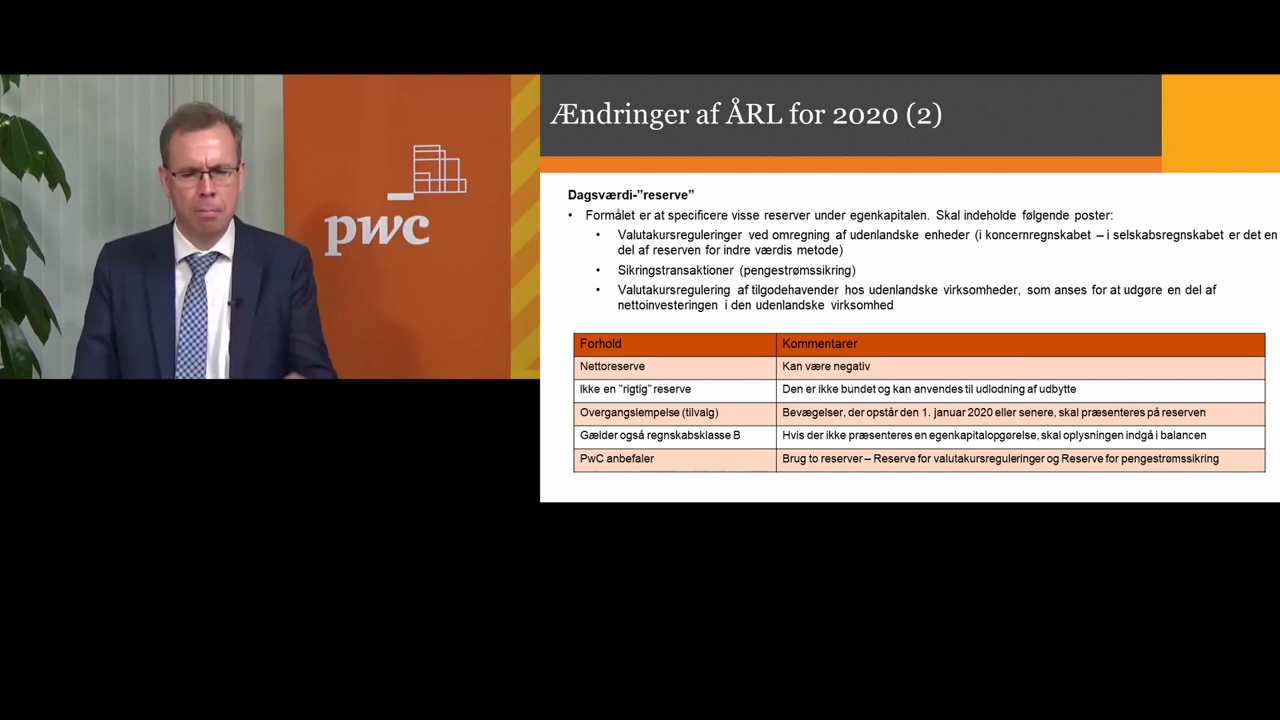 pwc
Ændringer af ÅRL for 2020 (2)
Dagsværdi-"reserve"
• Formålet er at specificere visse reserver under egenkapitalen. Skal indeholde følgende poster:
• Valutakursreguleringer ved omregning af udenlandske enheder (i koncernregnskabet – i selskabsregnskabet er det en
del af reserven for indre værdis metode)
• Sikringstransaktioner (pengestrømssikring)
• Valutakursregulering af tilgodehavender hos udenlandske virksomheder, som anses for at udgøre en del af
nettoinvesteringen i den udenlandske virksomhed
Forhold Kommentarer
Nettoreserve Kan være negativ
Ikke en "rigtig" reserve Den er ikke bundet og kan anvendes til udlodning af udbytte
Overgangslempelse (tilvalg) Bevægelser, der opstår den 1. januar 2020 eller senere, skal præsenteres på reserven
Gælder også regnskabsklasse B Hvis der ikke præsenteres en egenkapitalopgørelse, skal oplysningen indgå i balancen
PwC anbefaler Brug to reserver – Reserve for valutakursreguleringer og Reserve for pengestrømssikring